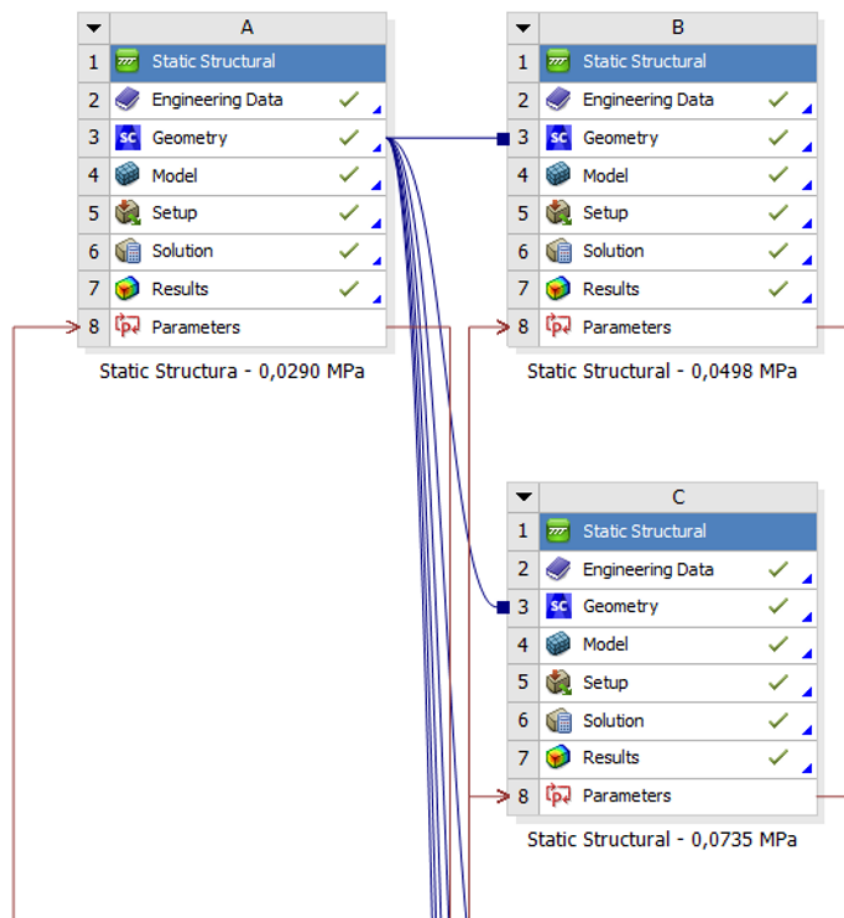 A
1 Static Structural
2 Engineering Data
3 SC Geometry
4 Model
5 Setup
6 Solution
7 Results
8 Parameters
Static Structura - 0,0290 MPa
B
1 Static Structural
2 Engineering Data
3 SC Geometry
4 Model
5 Setup
6 Solution
7 Results
8 Parameters
Static Structural - 0,0498 MPa
C
1 Static Structural
2 Engineering Data
3 SC Geometry
4 Model
5 Setup
6 Solution
7 Results
8 Parameters
Static Structural - 0,0735 MPa